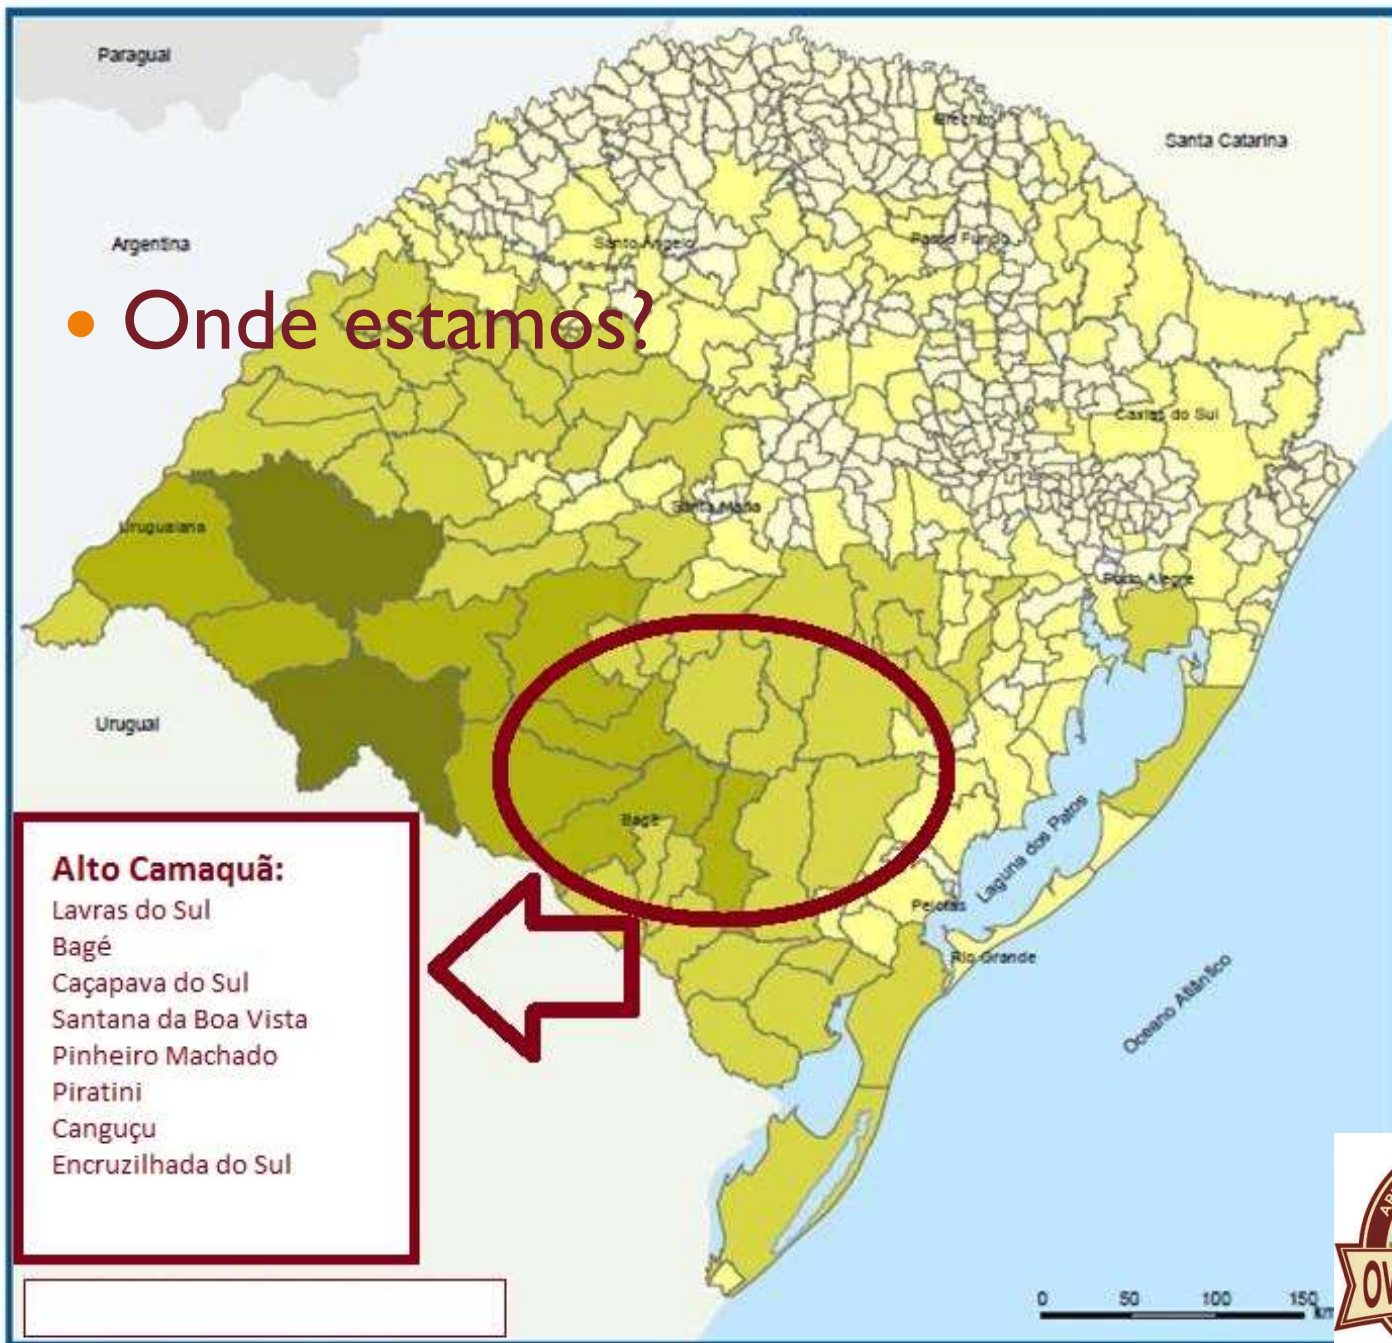 Paraguai
Erechim
Santa Catarina
Argentina
Santo Ângelo
Passo Fundo
• Onde estamos?
Caxias do Sul
Santa Maria
Uruguaiana
Porto Alegre
Uruguai
Bagé
Laguna dos Patos
Pelotas
Rio Grande
Oceano Atlântico
Alto Camaquã:
Lavras do Sul
Bagé
Caçapava do Sul
Santana da Boa Vista
Pinheiro Machado
Piratini
Canguçu
Encruzilhada do Sul
0 50 100 150
km